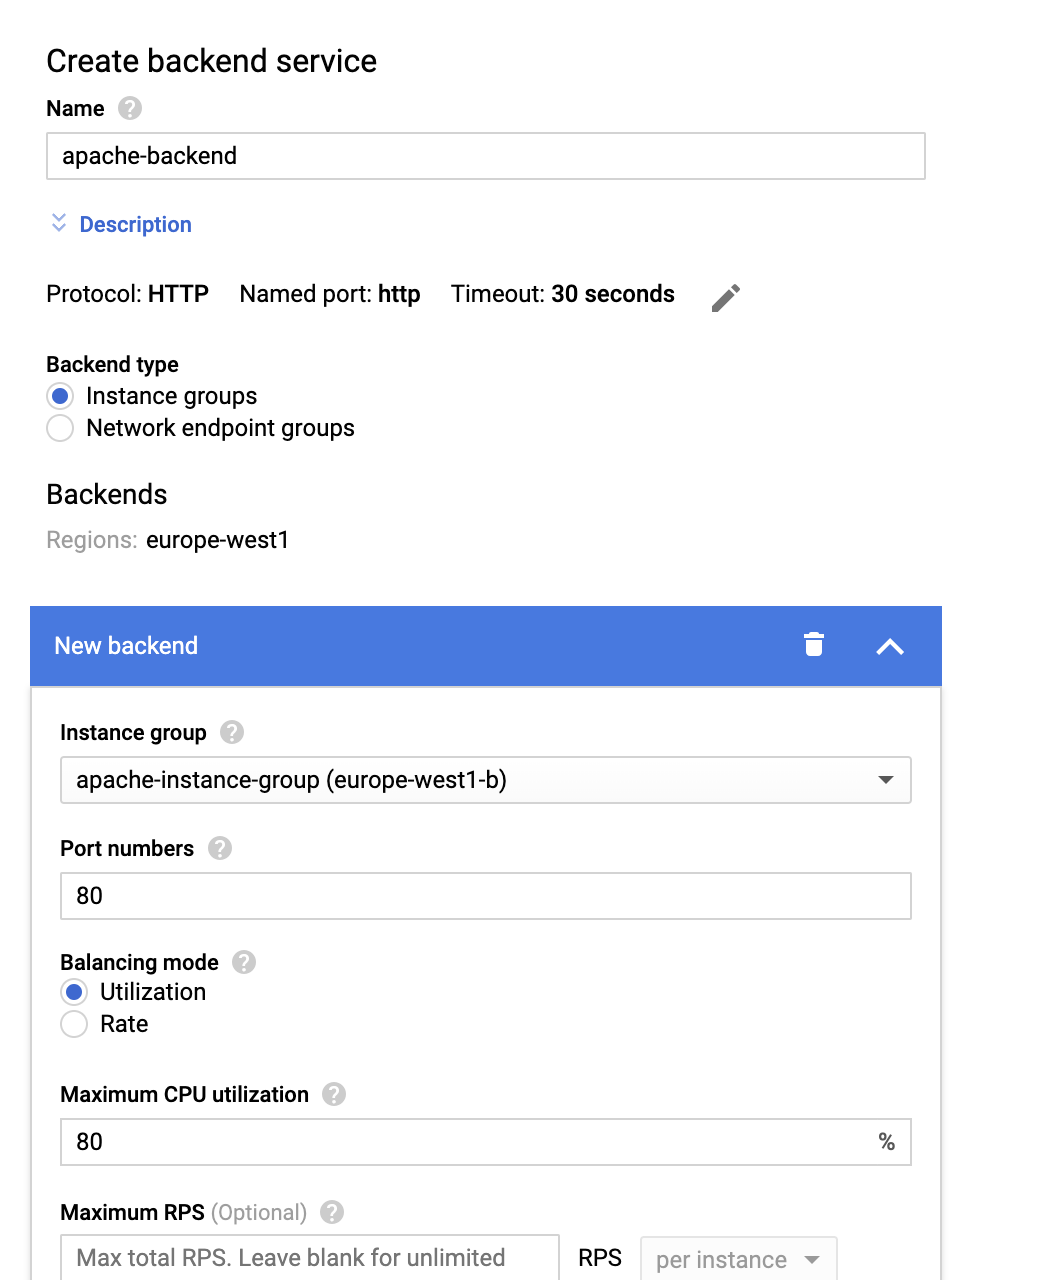 Create backend service
Name ?
apache-backend
Description
Protocol: HTTP Named port: http Timeout: 30 seconds
Backend type
Instance groups
Network endpoint groups
Backends
Regions: europe-west1
New backend
Instance group ?
apache-instance-group (europe-west1-b)
Port numbers ?
80
Balancing mode ?
Utilization
Rate
Maximum CPU utilization ?
80 %
Maximum RPS (Optional) ?
Max total RPS. Leave blank for unlimited RPS per instance